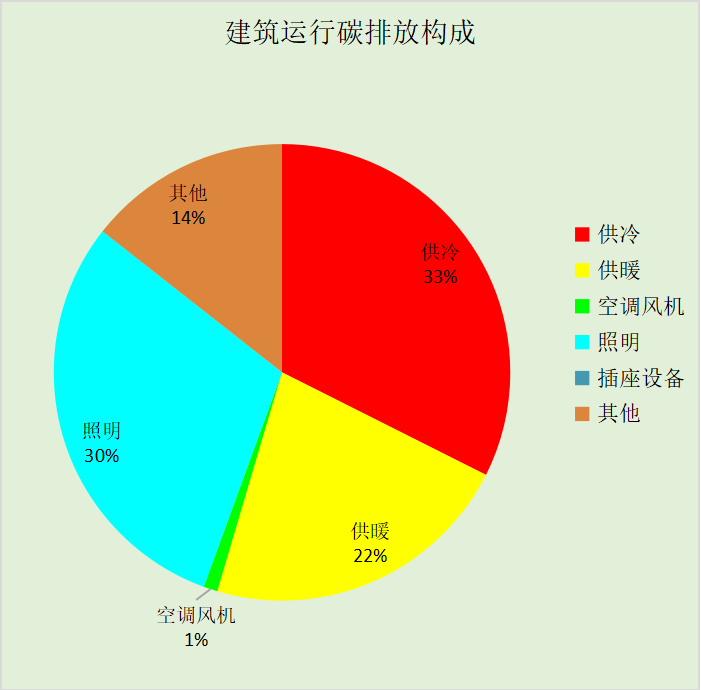 建筑运行碳排放构成
其他
14%
供冷
33%
照明
30%
供暖
22%
空调风机
1%
供冷
供暖
空调风机
照明
插座设备
其他